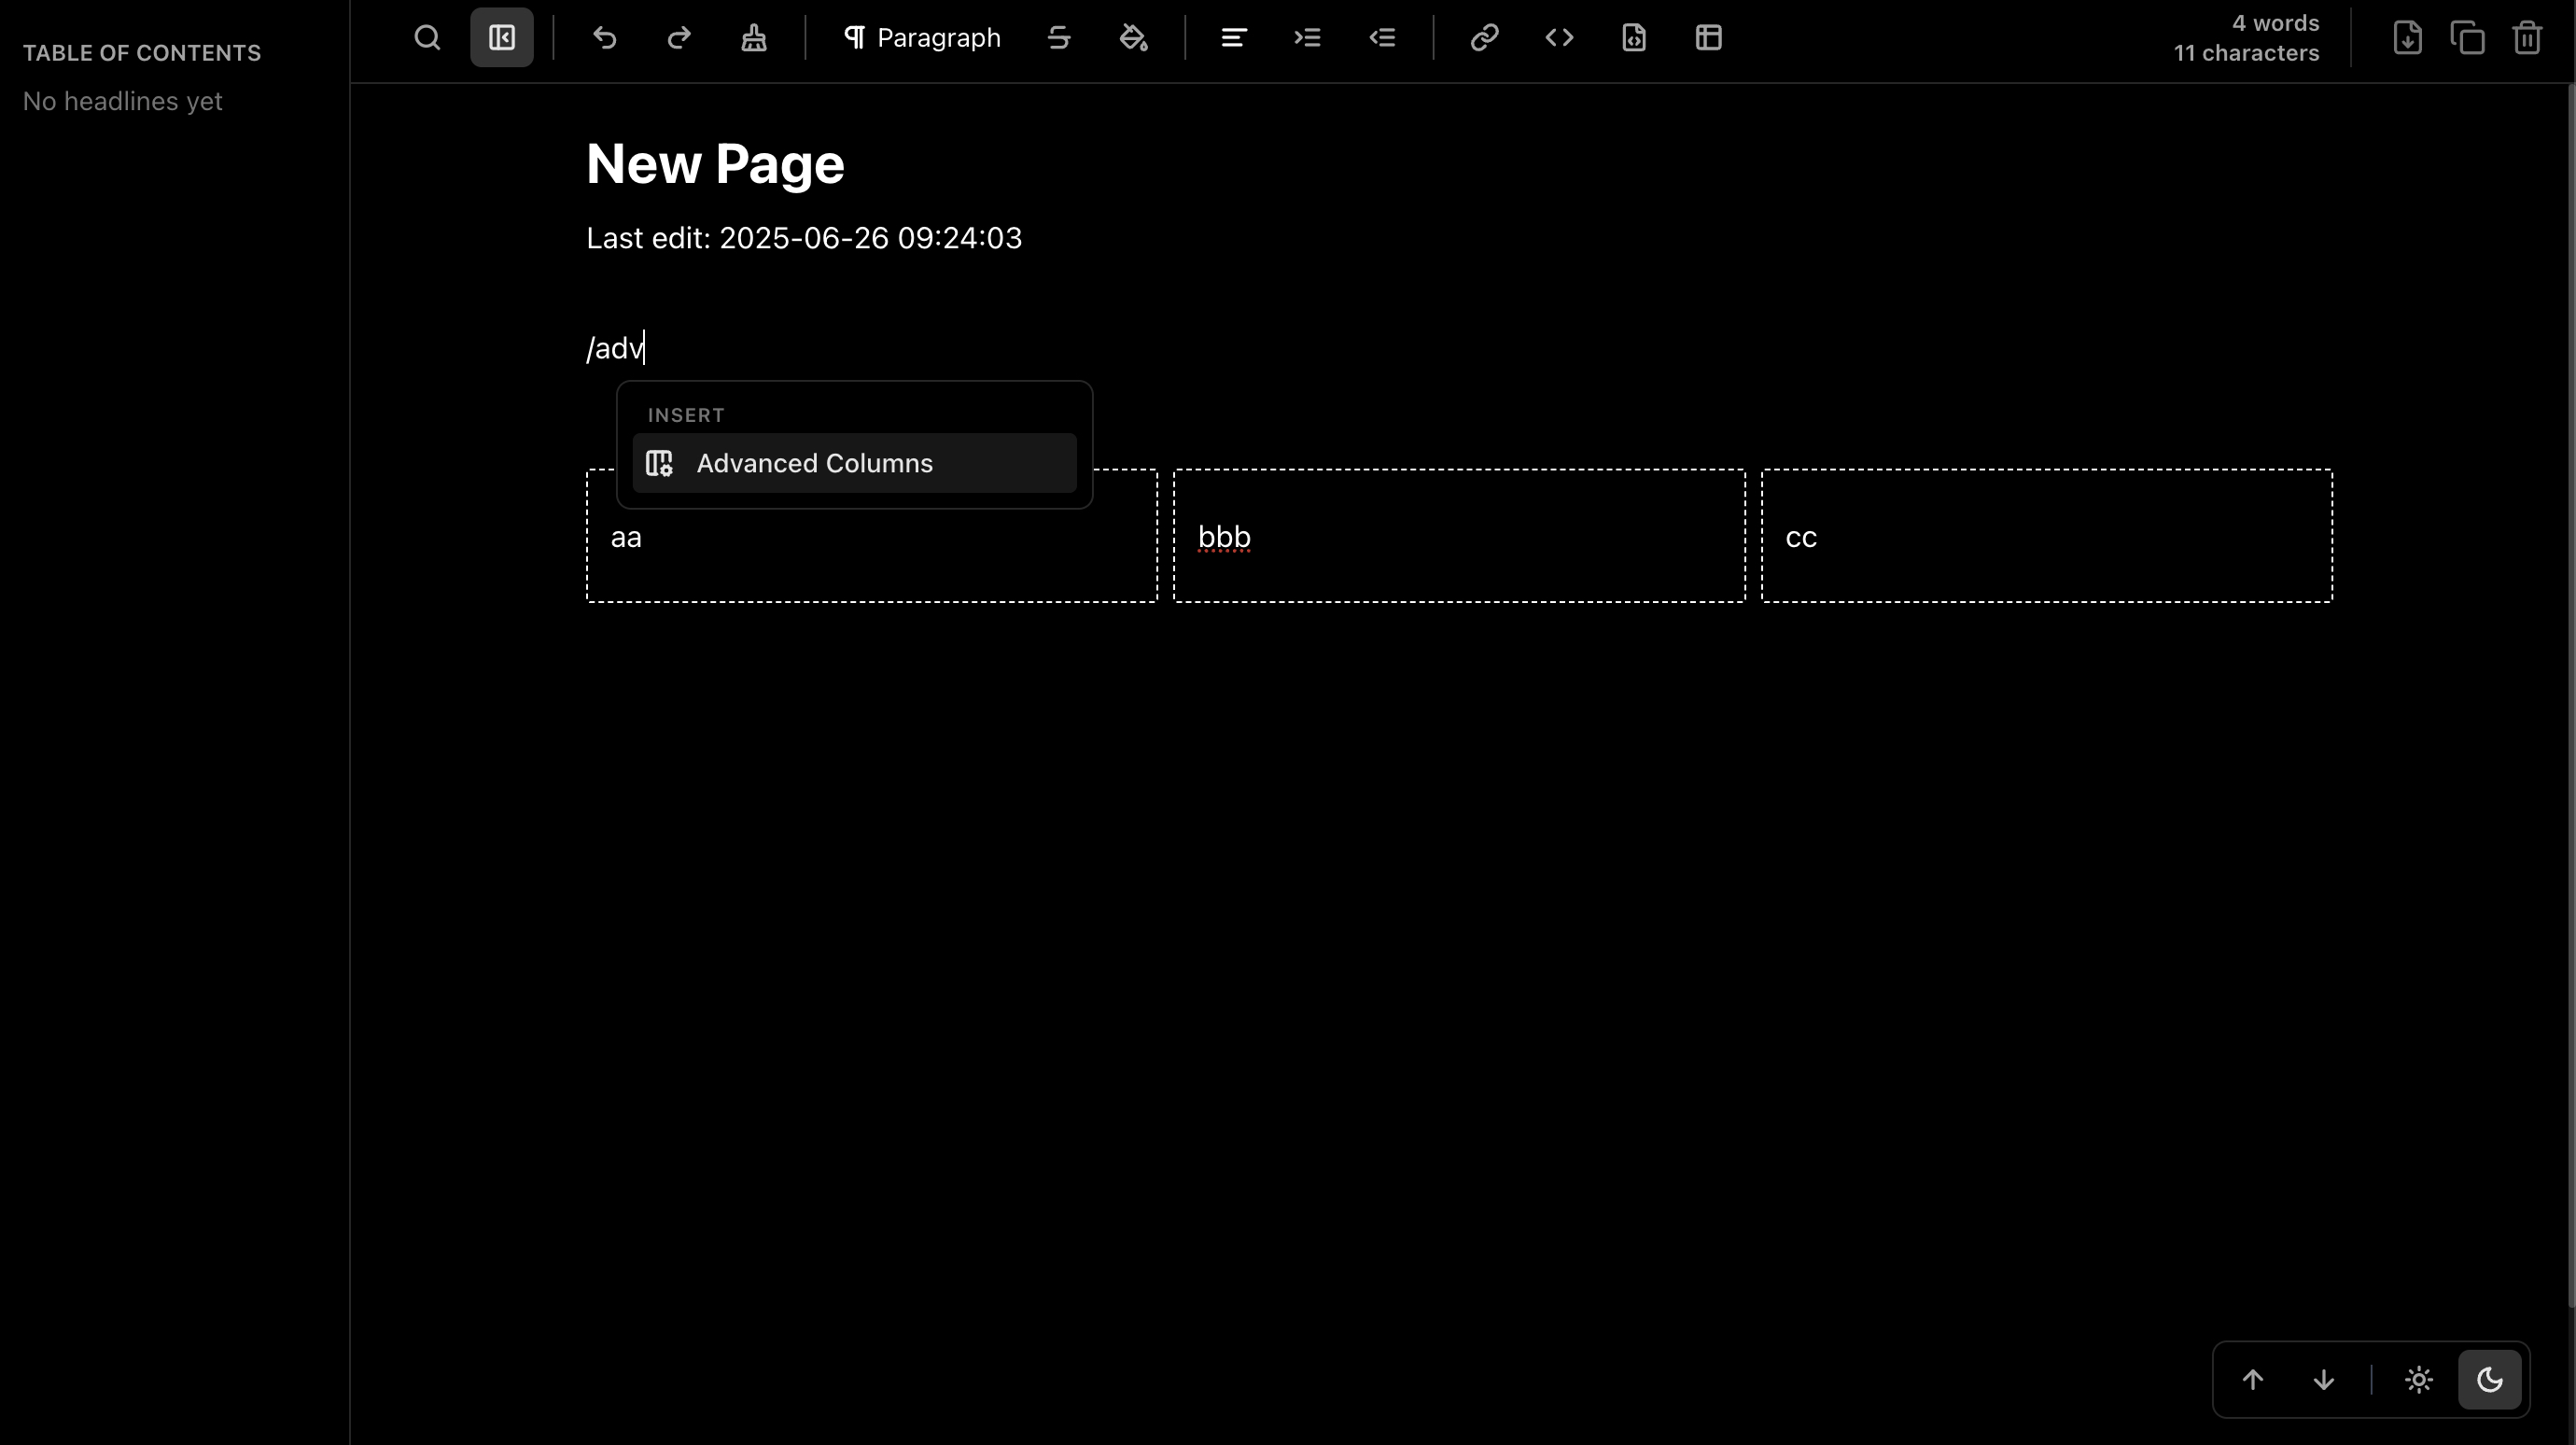 TABLE OF CONTENTS
No headlines yet
Paragraph
4 words
11 characters
New Page
Last edit: 2025-06-26 09:24:03
/adv
INSERT
Advanced Columns
aa
bbb
cc